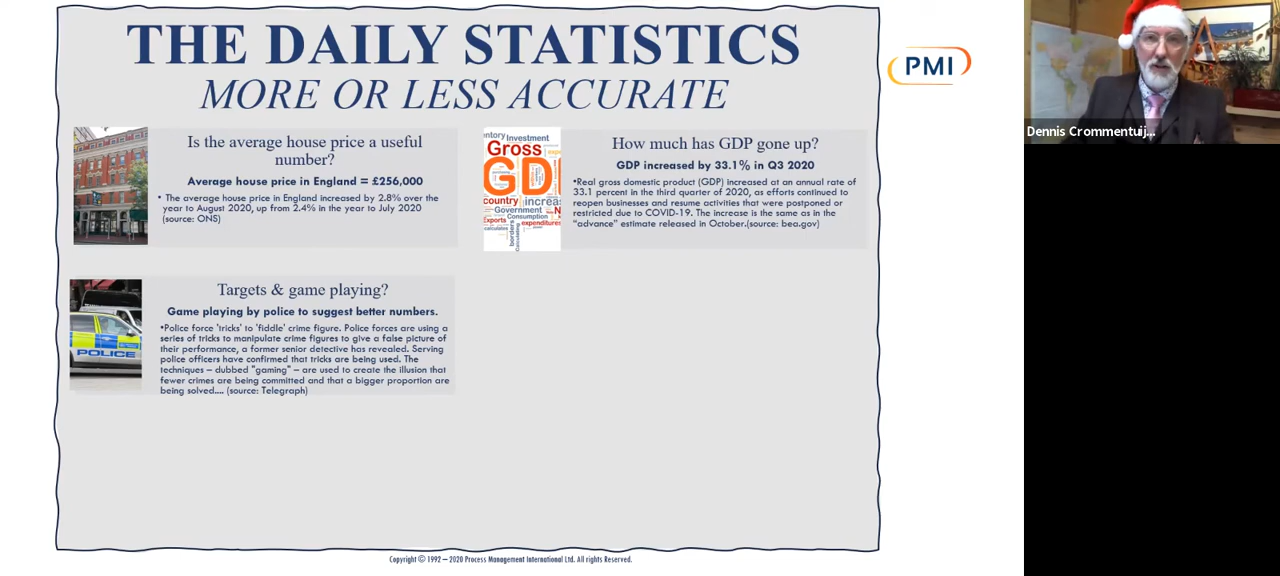 THE DAILY STATISTICS
MORE OR LESS ACCURATE
PMI
Dennis Crommentuij...
Is the average house price a useful
number?
Average house price in England = £256,000
• The average house price in England increased by 2.8% over the
year to August 2020, up from 2.4% in the year to July 2020
(source: ONS)
Investment
Gross
GD
country
increas
Government
Consumption
Exports
expenditures
borders
Calculating
How much has GDP gone up?
GDP increased by 33.1% in Q3 2020
•Real gross domestic product (GDP) increased at an annual rate of
33.1 percent in the third quarter of 2020, as efforts continued to
reopen businesses and resume activities that were postponed or
restricted due to COVID-19. The increase is the same as in the
“advance” estimate released in October.(source: bea.gov)
POLICE
Targets & game playing?
Game playing by police to suggest better numbers.
•Police force 'tricks' to 'fiddle' crime figure. Police forces are using a
series of tricks to manipulate crime figures to give a false picture of
their performance, a former senior detective has revealed. Serving
police officers have confirmed that tricks are being used. The
techniques – dubbed "gaming" – are used to create the illusion that
fewer crimes are being committed and that a bigger proportion are
being solved.... (source: Telegraph)
Copyright © 1992 – 2020 Process Management International Ltd. All rights Reserved.